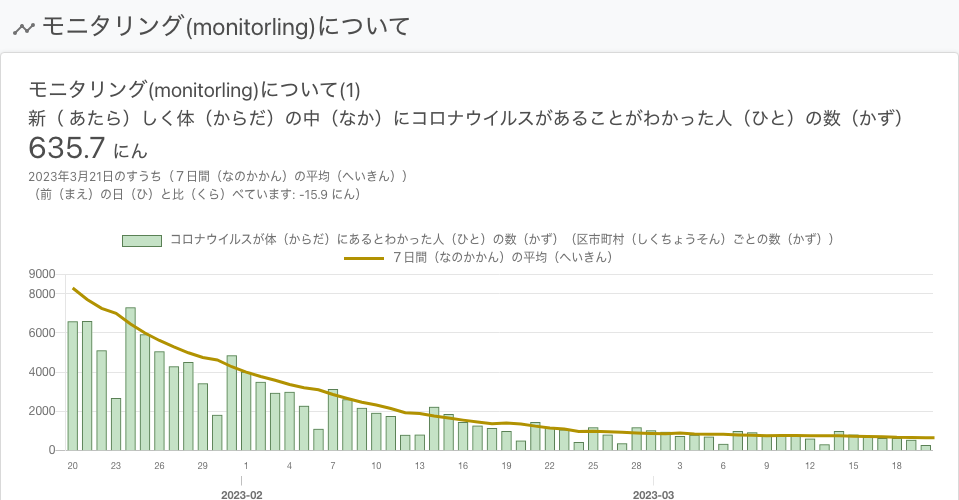 モニタリング(monitorling)について
モニタリング(monitorling)について(1)
新（ あたら）しく体（からだ）の中（なか）にコロナウイルスがあることがわかった人（ひと）の数（かず）
635.7 にん
2023年3月21日のすうち（７日間（なのかかん）の平均（へいきん））
（前（まえ）の日（ひ）と比（くら）べています: -15.9 にん）
コロナウイルスが体（からだ）にあるとわかった人（ひと）の数（かず）（区市町村（しくちょうそん）ごとの数（かず））
７日間（なのかかん）の平均（へいきん）
9000
8000
6000
4000
2000
0
20 23 26 29 1 4 7 10 13 16 19 22 25 28 3 6 9 12 15 18
2023-02 2023-03